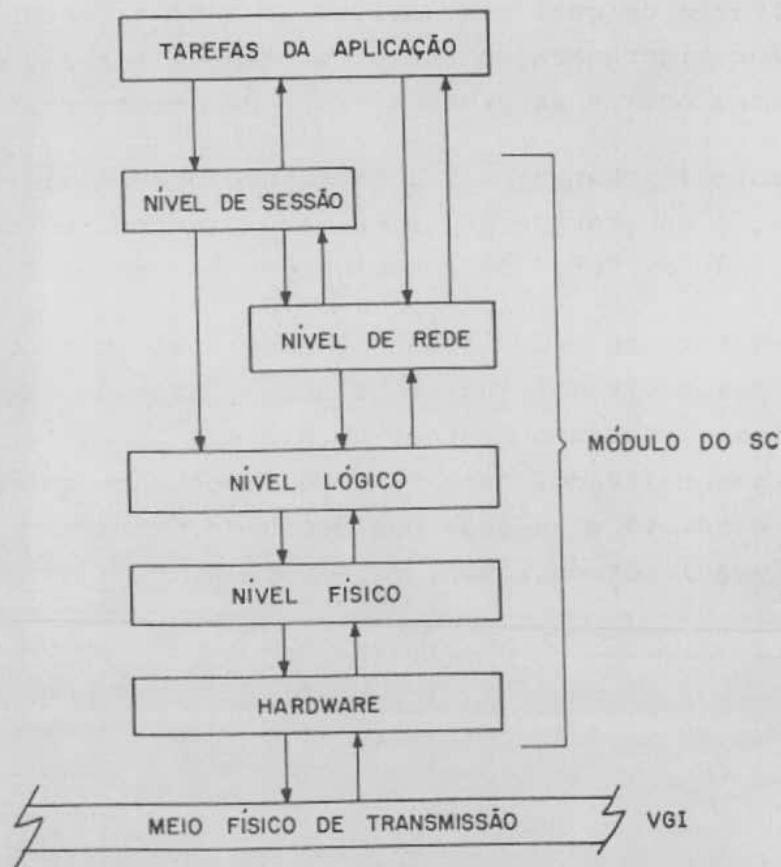 TAREFAS DA APLICAÇÃO
NÍVEL DE SESSÃO
NÍVEL DE REDE
MÓDULO DO SC
NÍVEL LÓGICO
NÍVEL FÍSICO
HARDWARE
MEIO FÍSICO DE TRANSMISSÃO
VGI